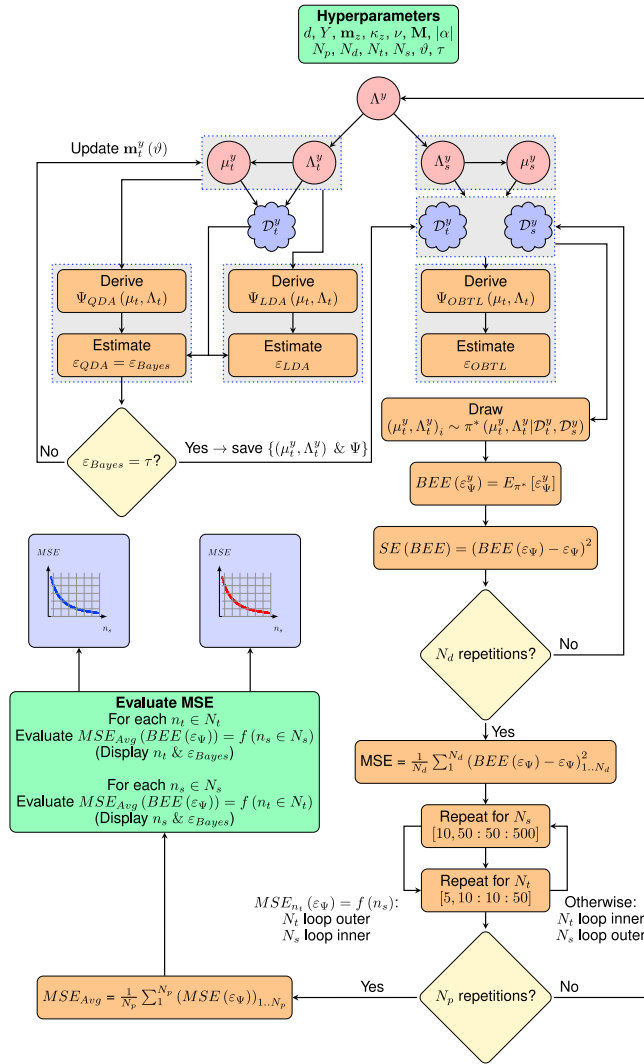 Hyperparameters
d, Y, m_z, κ_z, ν, M, |α|
N_p, N_d, N_t, N_s, ϑ, τ
Λ^y
Update m_t^y (ϑ)
μ_t^y
Λ_t^y
Λ_s^y
μ_s^y
D_t^y
D_t^y
D_s^y
Derive
Ψ_QDA (μ_t, Λ_t)
Derive
Ψ_LDA (μ_t, Λ_t)
Derive
Ψ_OBTL (μ_t, Λ_t)
Estimate
ε_QDA = ε_Bayes
Estimate
ε_LDA
Estimate
ε_OBTL
No
ε_Bayes = τ?
Yes → save {(μ_t^y, Λ_t^y) & Ψ}
Draw
(μ_t^y, Λ_t^y)_i ∼ π* (μ_t^y, Λ_t^y|D_t^y, D_s^y)
BEE (ε_Ψ^y) = E_π* [ε_Ψ^y]
SE (BEE) = (BEE (ε_Ψ) − ε_Ψ)^2
MSE
n_s
MSE
n_s
N_d repetitions?
No
Yes
Evaluate MSE
For each n_t ∈ N_t
Evaluate MSE_Avg (BEE (ε_Ψ)) = f (n_s ∈ N_s)
(Display n_t & ε_Bayes)
For each n_s ∈ N_s
Evaluate MSE_Avg (BEE (ε_Ψ)) = f (n_t ∈ N_t)
(Display n_s & ε_Bayes)
MSE = 1/N_d ∑_1^{N_d} (BEE (ε_Ψ) − ε_Ψ)^2_{1..N_d}
Repeat for N_s
[10, 50 : 50 : 500]
Repeat for N_t
[5, 10 : 10 : 50]
MSE_{n_t} (ε_Ψ) = f (n_s):
N_t loop outer
N_s loop inner
Otherwise:
N_t loop inner
N_s loop outer
MSE_Avg = 1/N_p ∑_1^{N_p} (MSE (ε_Ψ))_{1..N_p}
Yes
N_p repetitions?
No